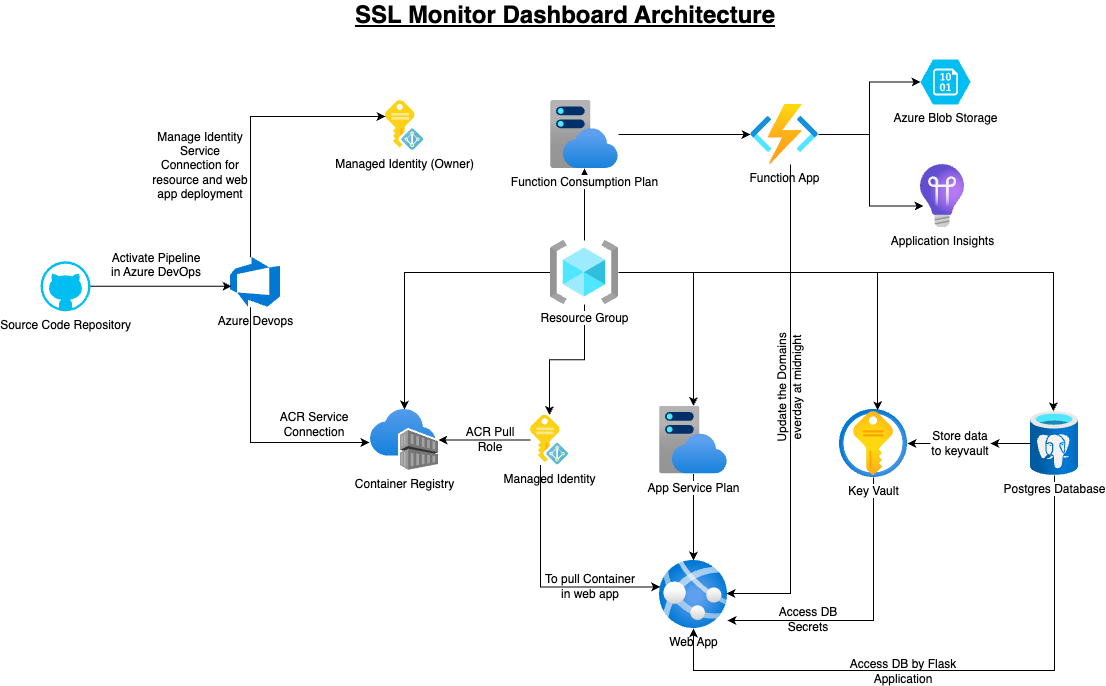 SSL Monitor Dashboard Architecture
10
01
Azure Blob Storage
Manage Identity
Service
Connection for
resource and web
app deployment
Managed Identity (Owner)
Function Consumption Plan
Function App
Application Insights
Activate Pipeline
in Azure DevOps
Source Code Repository
Azure Devops
Resource Group
Update the Domains
everday at midnight
ACR Service
Connection
ACR Pull
Role
Store data
to keyvault
Container Registry
Managed Identity
App Service Plan
Key Vault
Postgres Database
To pull Container
in web app
Access DB
Secrets
Web App
Access DB by Flask
Application